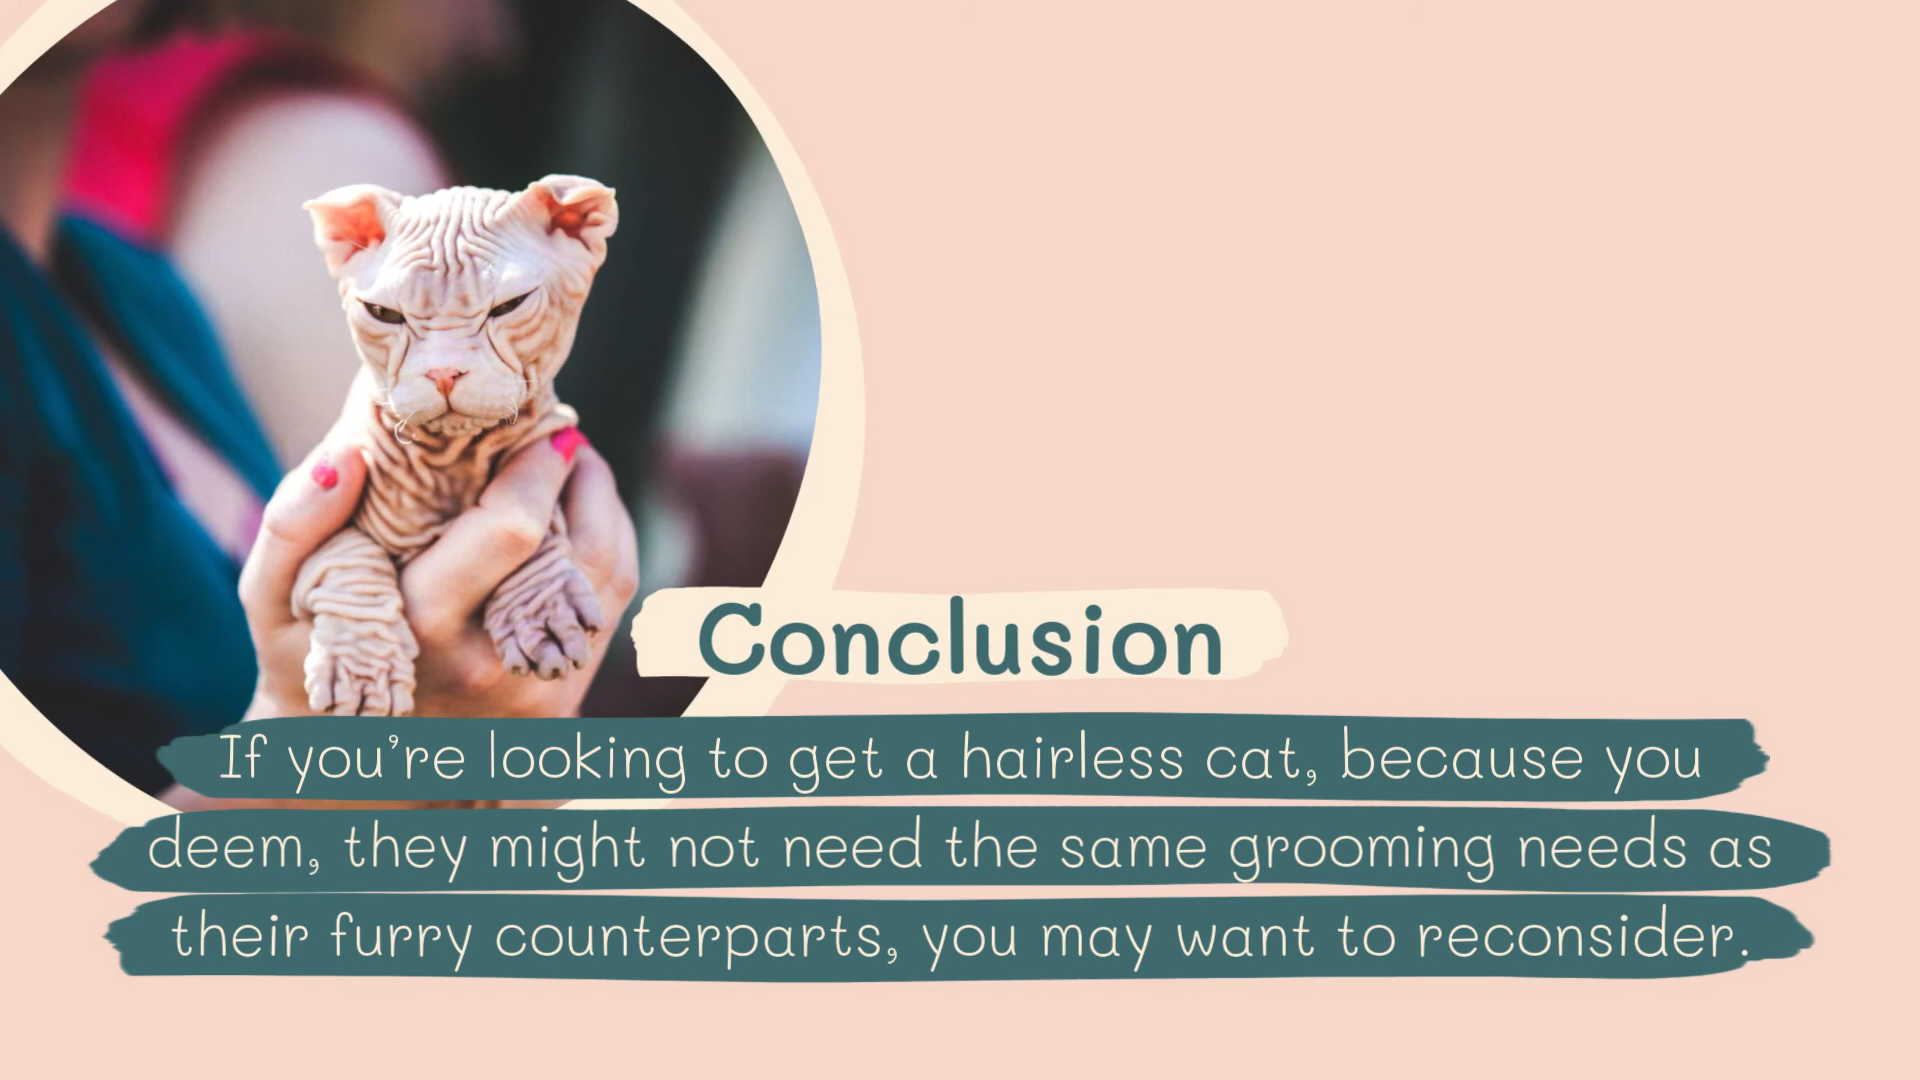 Conclusion
If you’re looking to get a hairless cat, because you
deem, they might not need the same grooming needs as
their furry counterparts, you may want to reconsider.